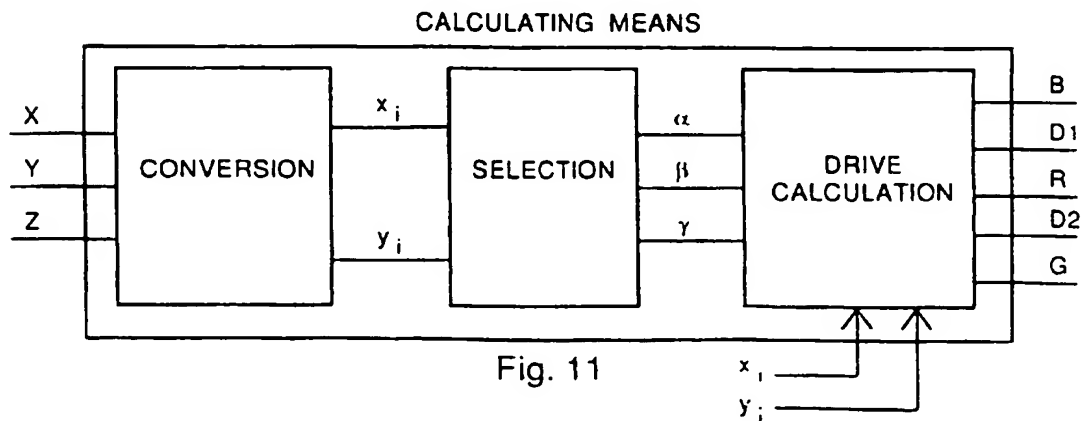 CALCULATING MEANS
X
Y
Z
CONVERSION
x i
y i
SELECTION
α
β
γ
DRIVE
CALCULATION
B
D1
R
D2
G
x i
y i
Fig. 11